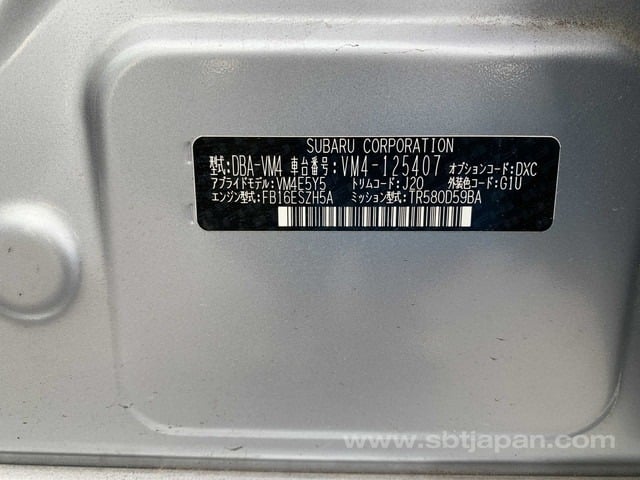 SUBARU CORPORATION
型式:DBA-VM4 車台番号:VM4-125407 オプションコード:DXC
アプライドモデル:VM4E5Y5 トリムコード:J20 外装色コード:G1U
エンジン型式:FB16ESZH5A ミッション型式:TR580D59BA
www.sbtjapan.com